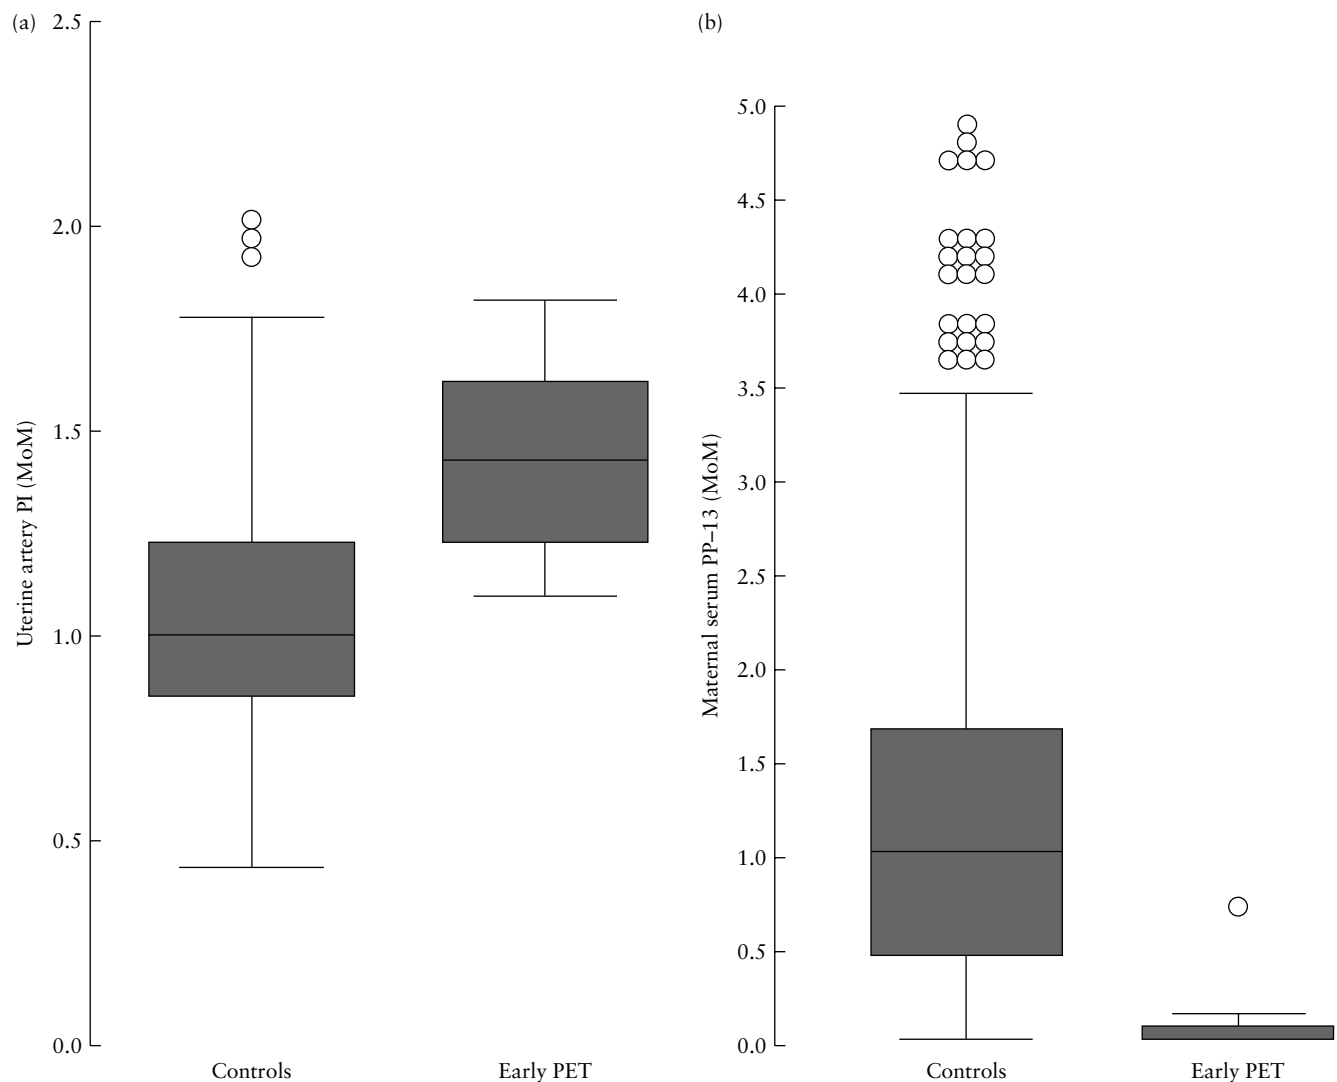 (a)
2.5
2.0
1.5
1.0
0.5
0.0
Uterine artery PI (MoM)
Controls
Early PET
(b)
5.0
4.5
4.0
3.5
3.0
2.5
2.0
1.5
1.0
0.5
0.0
Maternal serum PP–13 (MoM)
Controls
Early PET